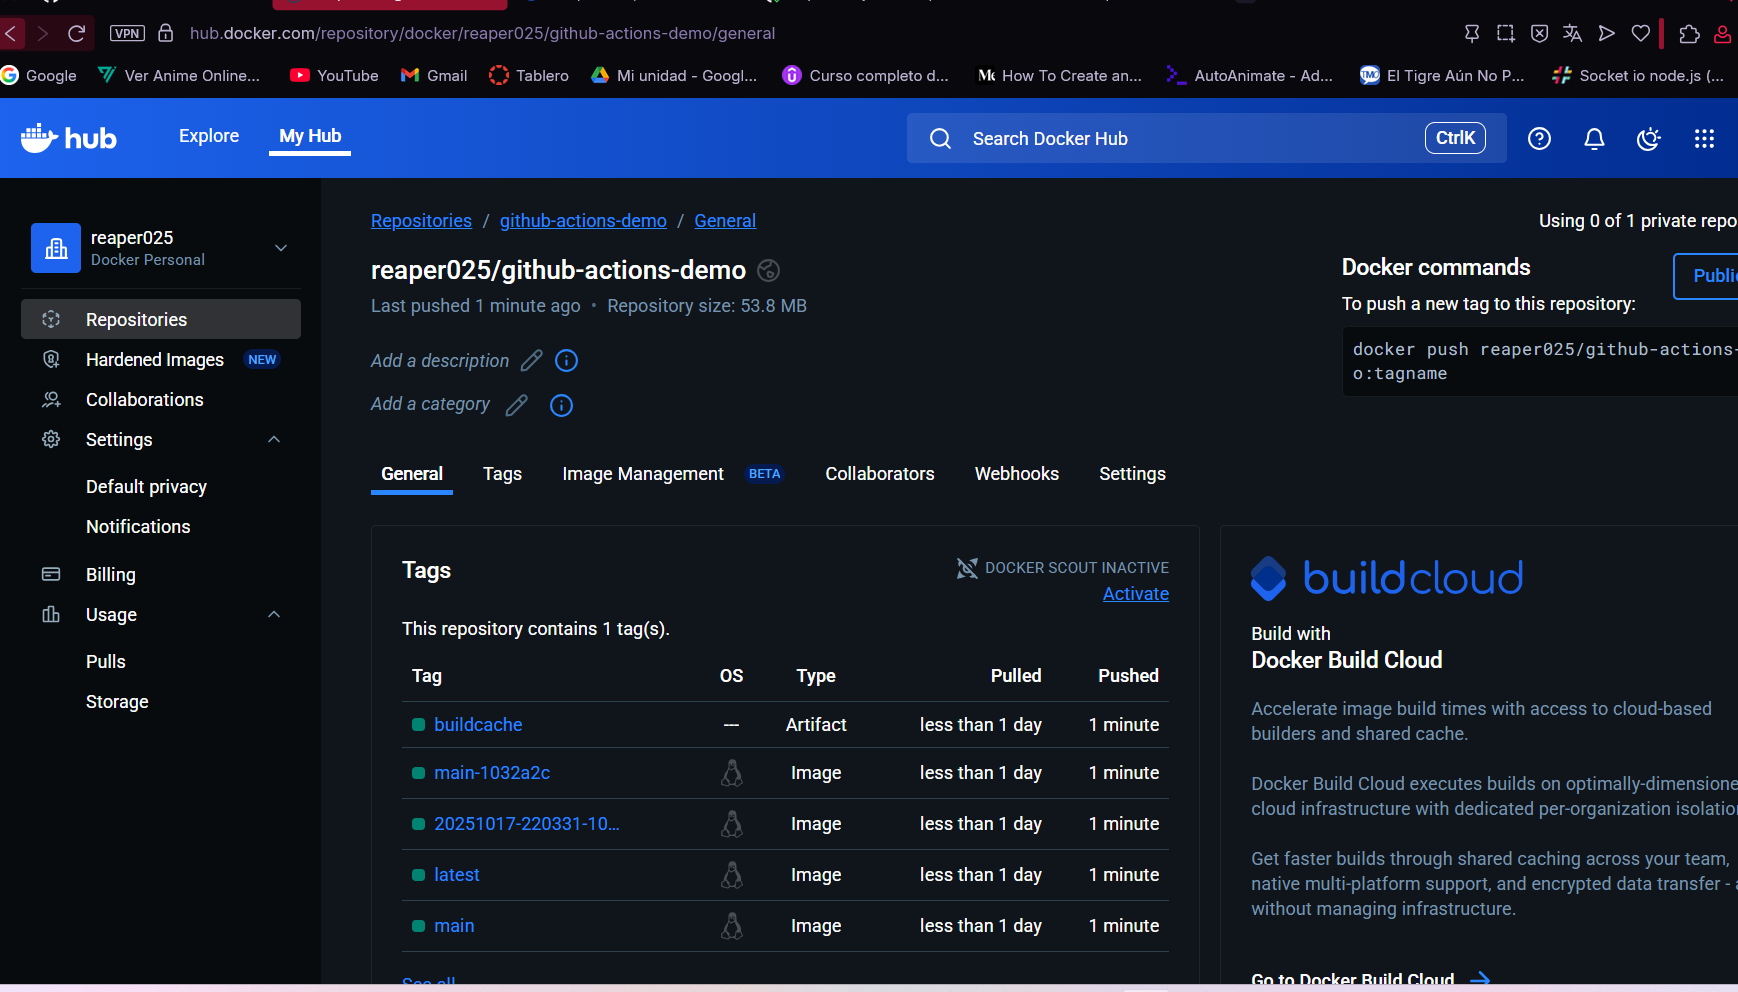 VPN
hub.docker.com/repository/docker/reaper025/github-actions-demo/general
Google
Ver Anime Online...
YouTube
Gmail
Tablero
Mi unidad - Googl...
Curso completo d...
How To Create an...
AutoAnimate - Ad...
El Tigre Aún No P...
Socket io node.js (...
hub
Explore
My Hub
Search Docker Hub
CtrlK
reaper025
Docker Personal
Repositories
Hardened Images NEW
Collaborations
Settings
Default privacy
Notifications
Billing
Usage
Pulls
Storage
Repositories / github-actions-demo / General
Using 0 of 1 private repo
reaper025/github-actions-demo
Last pushed 1 minute ago • Repository size: 53.8 MB
Add a description
Add a category
Docker commands
To push a new tag to this repository:
docker push reaper025/github-actions-
o:tagname
Publi
General
Tags
Image Management BETA
Collaborators
Webhooks
Settings
Tags
DOCKER SCOUT INACTIVE
Activate
This repository contains 1 tag(s).
Tag OS Type Pulled Pushed
buildcache --- Artifact less than 1 day 1 minute
main-1032a2c Image less than 1 day 1 minute
20251017-220331-10... Image less than 1 day 1 minute
latest Image less than 1 day 1 minute
main Image less than 1 day 1 minute
See all
buildcloud
Build with
Docker Build Cloud
Accelerate image build times with access to cloud-based
builders and shared cache.
Docker Build Cloud executes builds on optimally-dimensione
cloud infrastructure with dedicated per-organization isolatio
Get faster builds through shared caching across your team,
native multi-platform support, and encrypted data transfer - a
without managing infrastructure.
Go to Docker Build Cloud